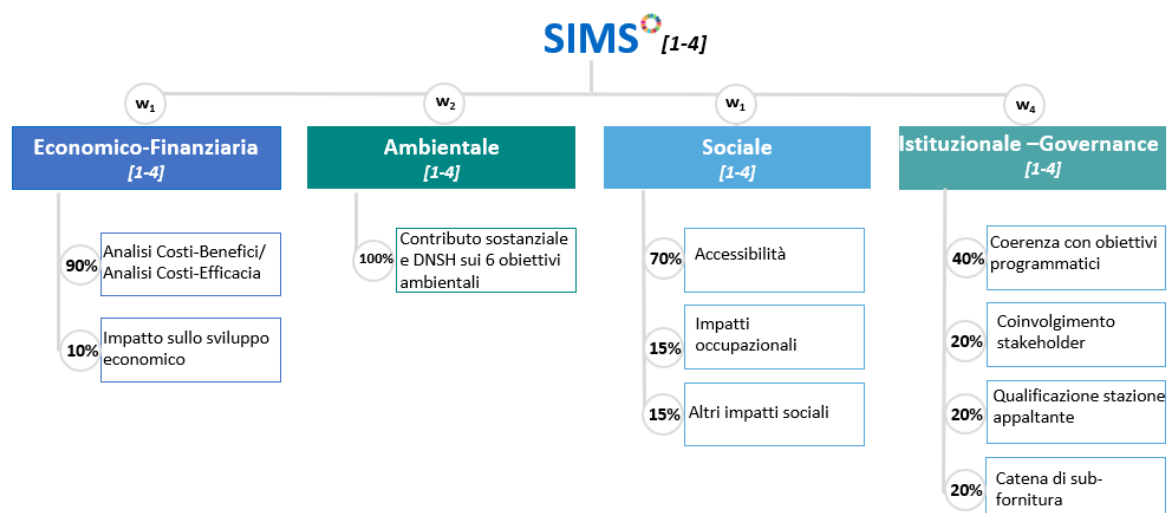 SIMS [1-4]
w1
w2
w1
w4
Economico-Finanziaria
[1-4]
Ambientale
[1-4]
Sociale
[1-4]
Istituzionale –Governance
[1-4]
90%
Analisi Costi-Benefici/
Analisi Costi-Efficacia
10%
Impatto sullo sviluppo
economico
100%
Contributo sostanziale
e DNSH sui 6 obiettivi
ambientali
70%
Accessibilità
15%
Impatti
occupazionali
15%
Altri impatti sociali
40%
Coerenza con obiettivi
programmatici
20%
Coinvolgimento
stakeholder
20%
Qualificazione stazione
appaltante
20%
Catena di sub-
fornitura